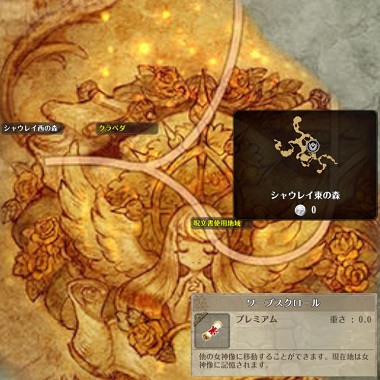 シャウレイ西の森
クラペダ
シャウレイ東の森
0
呪文書使用地域
ワープスクロール
プレミアム
重さ : 0.0
他の女神像に移動することができます。現在地は女
神像に記憶されます。